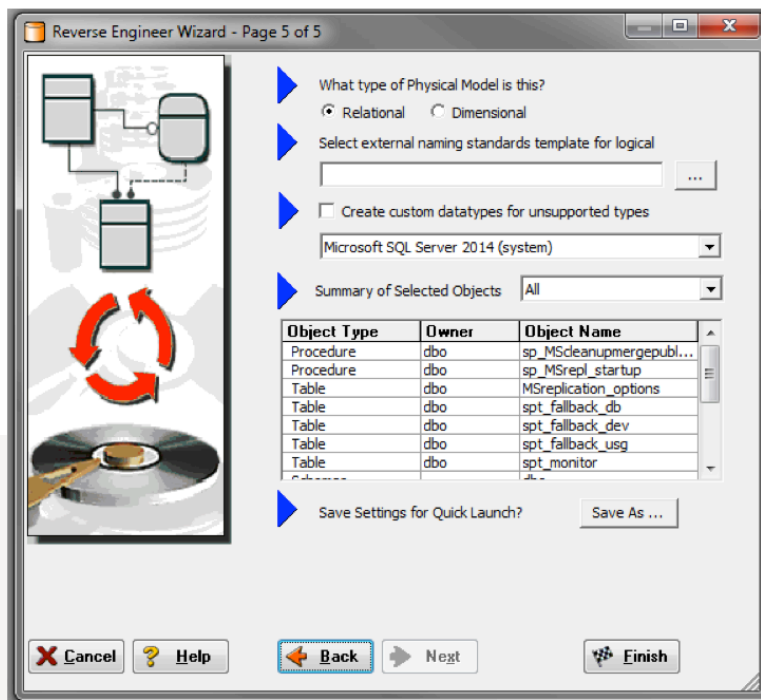 Reverse Engineer Wizard - Page 5 of 5
What type of Physical Model is this?
Relational Dimensional
Select external naming standards template for logical
...
Create custom datatypes for unsupported types
Microsoft SQL Server 2014 (system)
Summary of Selected Objects All
Object Type Owner Object Name
Procedure dbo sp_MScleanupmergepubl...
Procedure dbo sp_MSrepl_startup
Table dbo MSreplication_options
Table dbo spt_fallback_db
Table dbo spt_fallback_dev
Table dbo spt_fallback_usg
Table dbo spt_monitor
Save Settings for Quick Launch? Save As ...
Cancel Help Back Next Finish